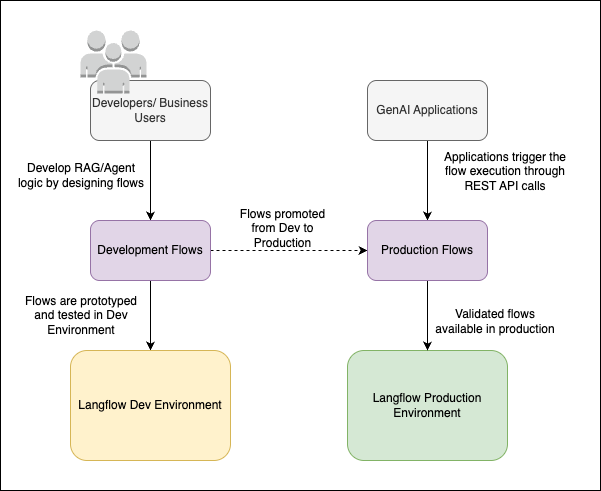 Developers/ Business
Users
GenAI Applications
Develop RAG/Agent
logic by designing flows
Applications trigger the
flow execution through
REST API calls
Flows promoted
from Dev to
Production
Development Flows
Production Flows
Flows are prototyped
and tested in Dev
Environment
Validated flows
available in production
Langflow Dev Environment
Langflow Production
Environment